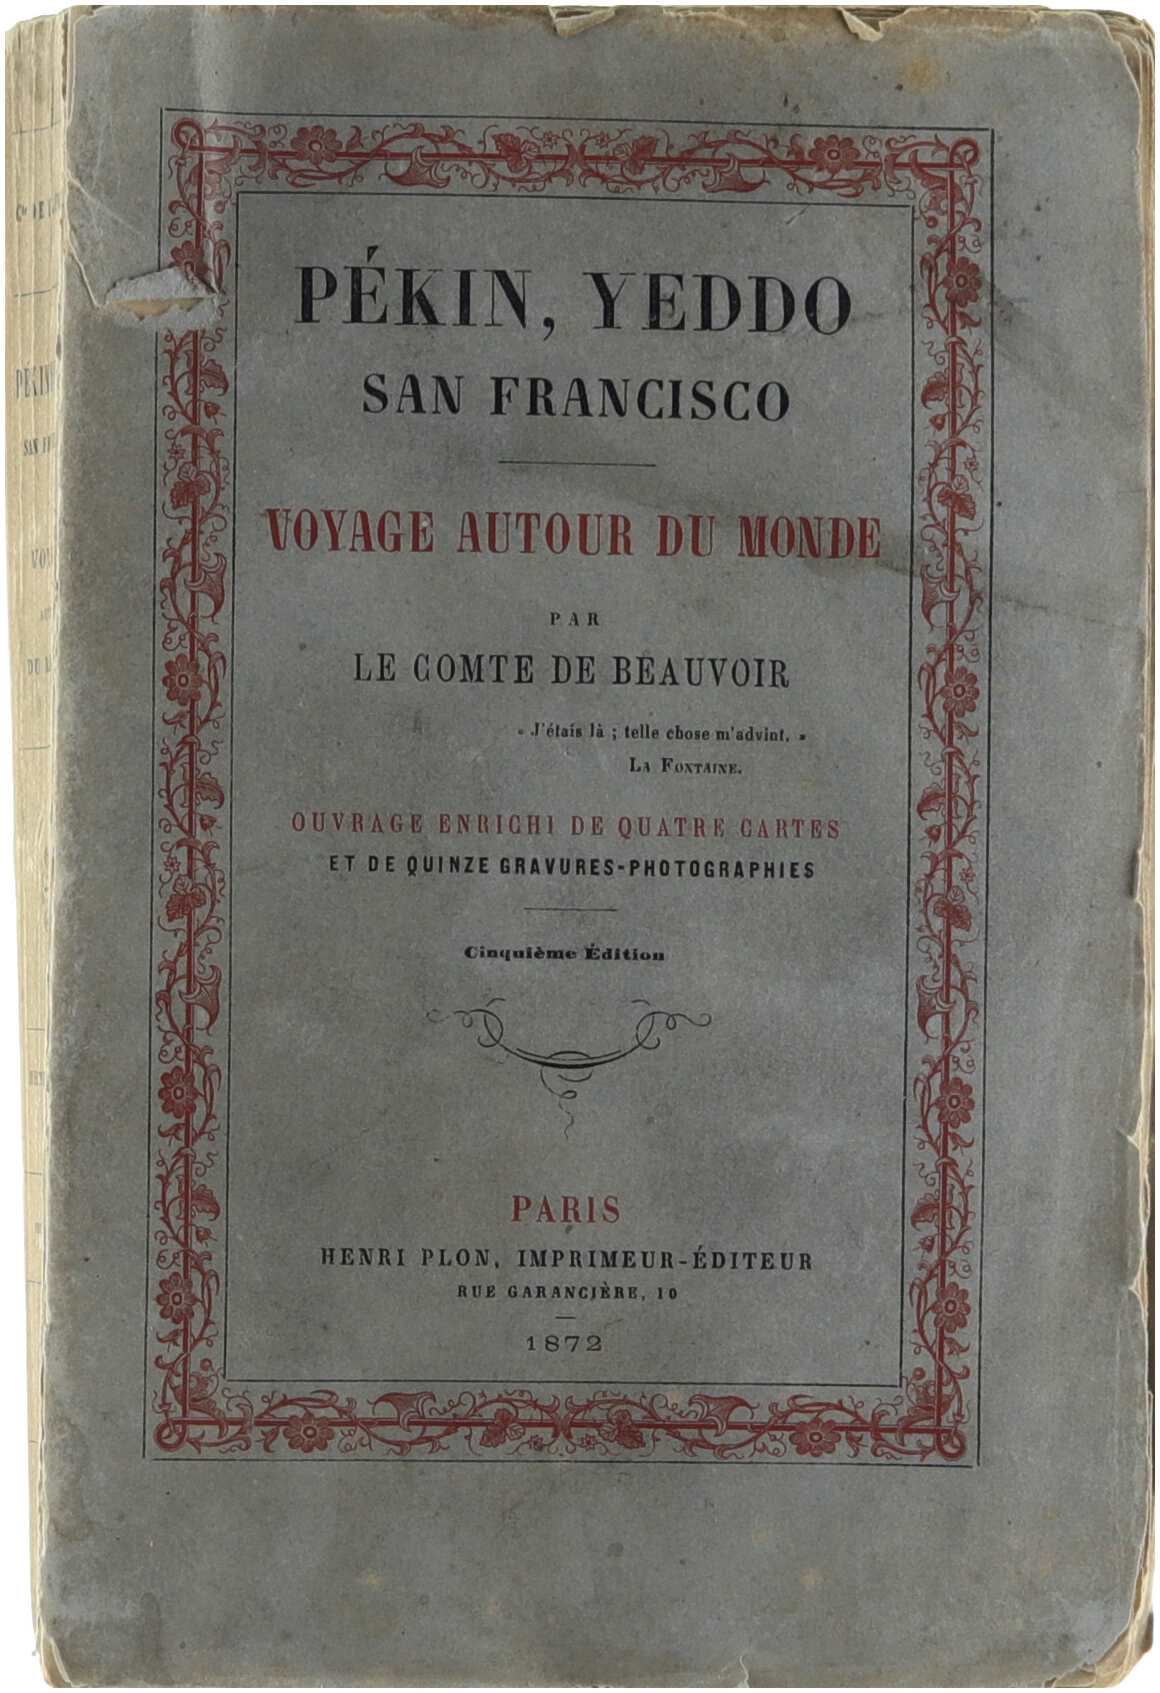 PÉKIN, YEDDO
SAN FRANCISCO
VOYAGE AUTOUR DU MONDE
PAR
LE COMTE DE BEAUVOIR
« J'étais là ; telle chose m'advint. »
LA FONTAINE.
OUVRAGE ENRICHI DE QUATRE CARTES
ET DE QUINZE GRAVURES-PHOTOGRAPHIES
Cinquième Édition
PARIS
HENRI PLON, IMPRIMEUR-ÉDITEUR
RUE GARANCIÈRE, 10
1872